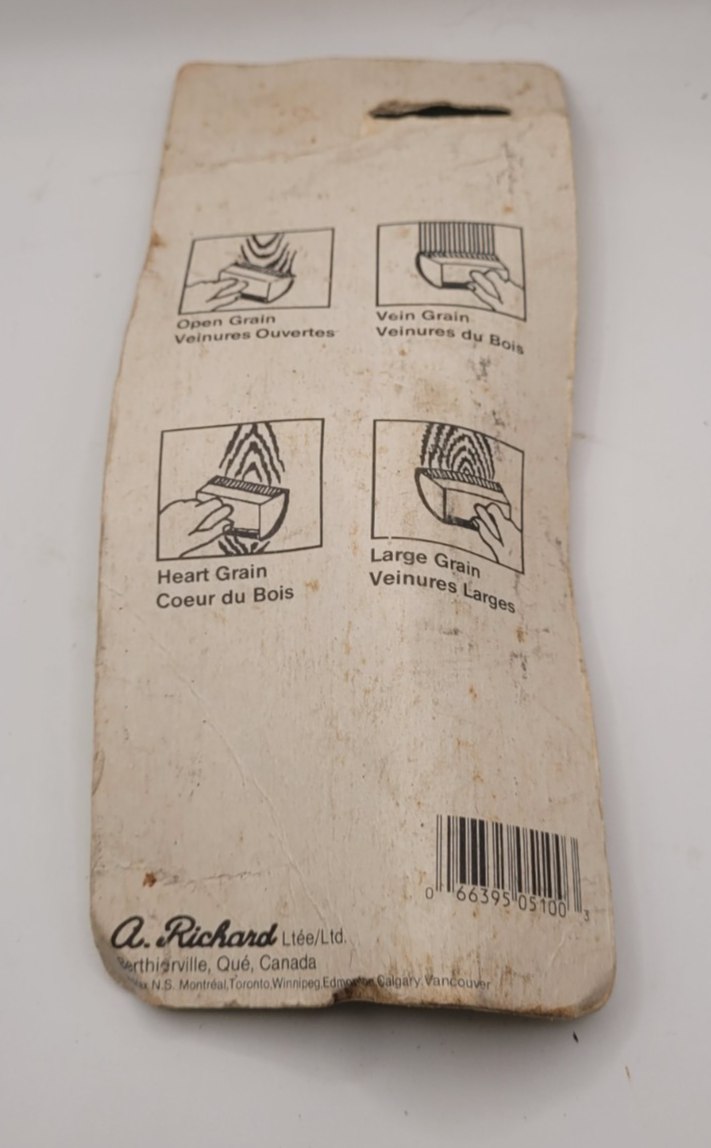 Open Grain
Veinures Ouvertes
Vein Grain
Veinures du Bois
Heart Grain
Coeur du Bois
Large Grain
Veinures Larges
0 66395 05100 3
A. Richard Ltée/Ltd.
Berthierville, Qué, Canada
N.S. Montréal,Toronto,Winnipeg,Edmonton,Calgary,Vancouver